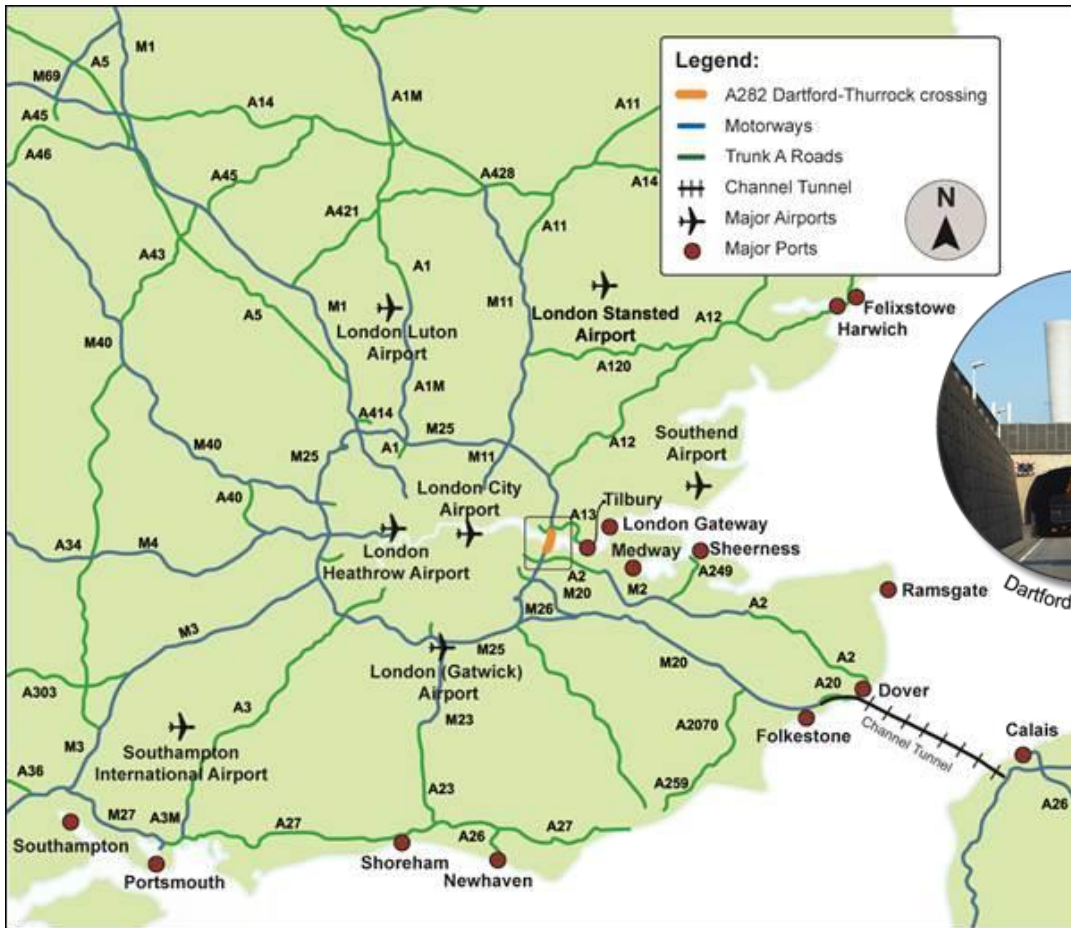 Legend:
A282 Dartford-Thurrock crossing
Motorways
Trunk A Roads
Channel Tunnel
Major Airports
Major Ports
N
M1
A5
M69
A45
A46
A14
A1M
A11
A14
A45
A428
A421
A11
A43
A1
M11
A5
M1
London Luton
Airport
London Stansted
Airport
Felixstowe
Harwich
A12
M40
A120
A1M
A414
M25
A1
M11
A12
Southend
Airport
M40
M25
A40
London City
Airport
Tilbury
A13
London Gateway
A34
M4
London
Heathrow Airport
Medway
Sheerness
A2
M20
M2
A249
Ramsgate
Dartford
M26
A2
M3
M25
London (Gatwick)
Airport
M20
A2
A303
A3
M23
A20
Dover
A2070
Folkestone
Channel Tunnel
Calais
M3
Southampton
International Airport
A36
A259
A26
M27
A3M
A23
A27
A26
A27
Southampton
Portsmouth
Shoreham
Newhaven